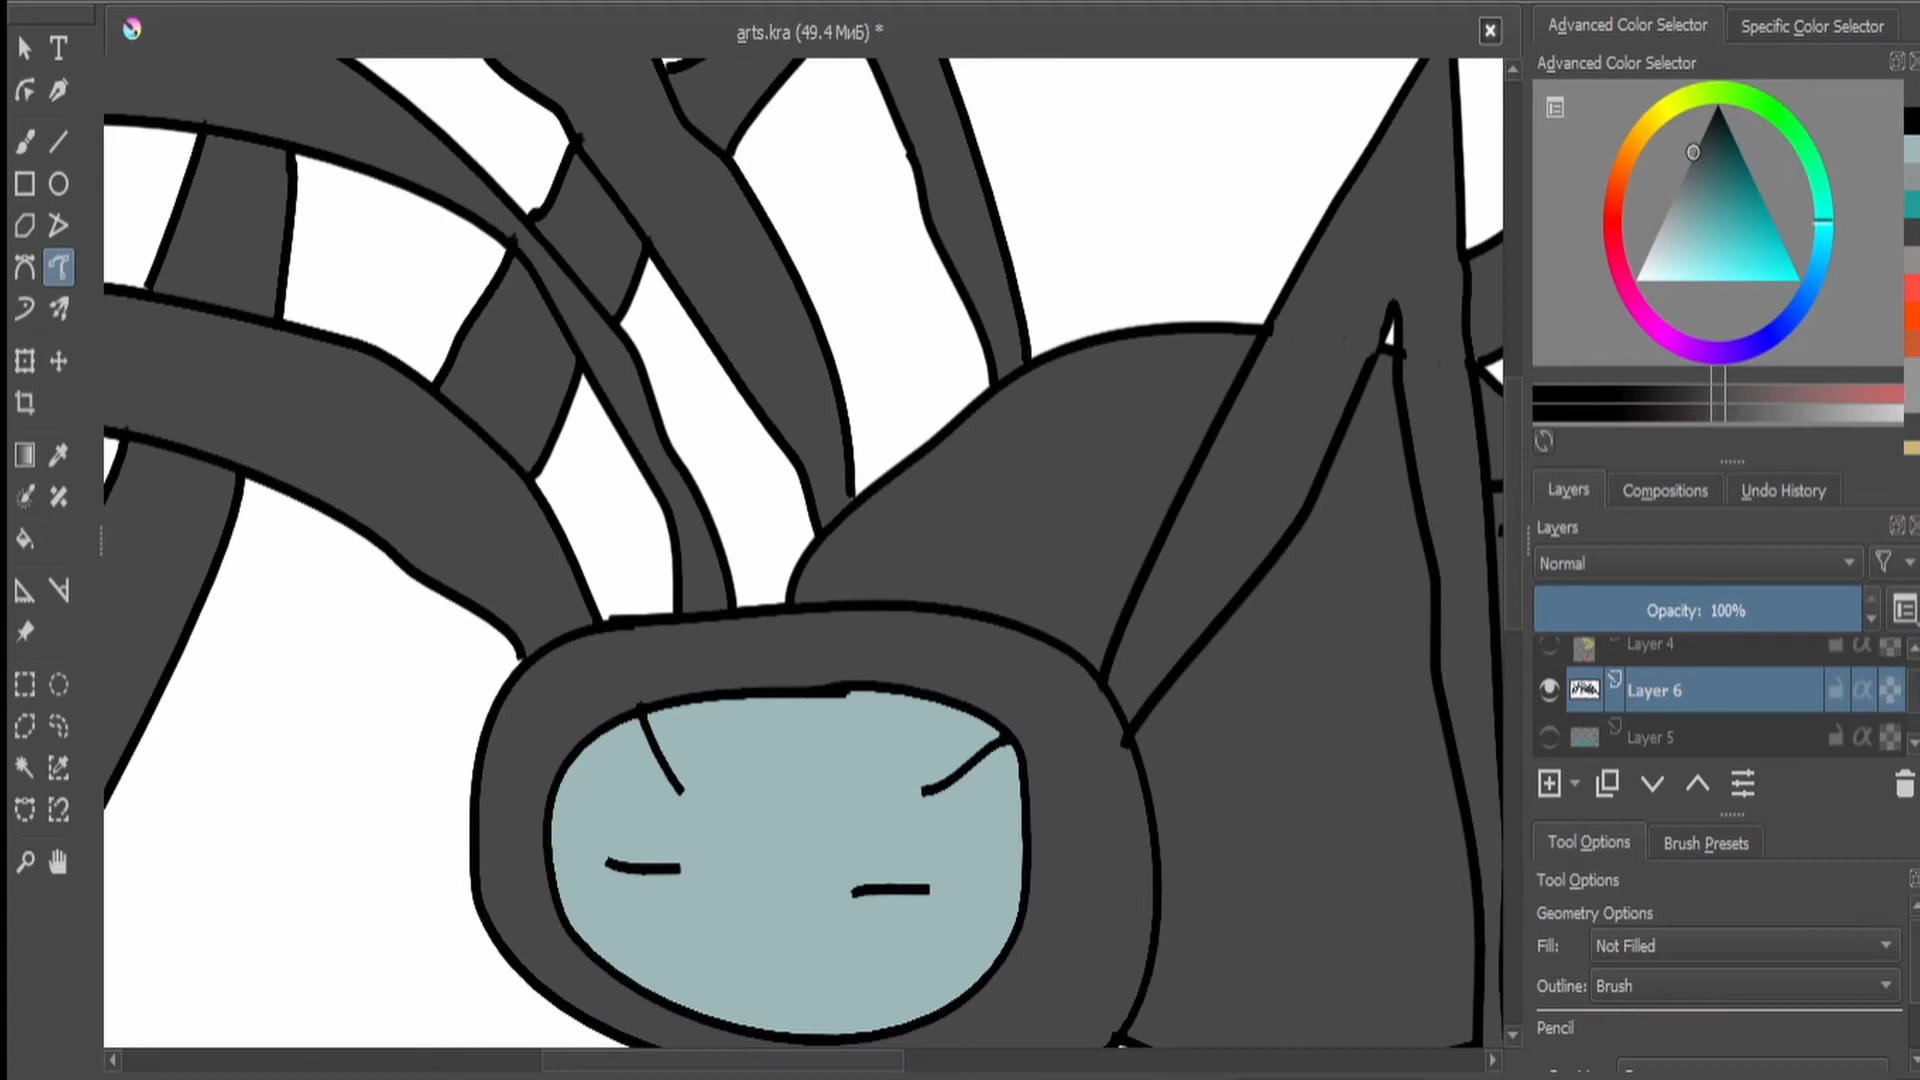 arts.kra (49.4 МиБ) *
Advanced Color Selector
Specific Color Selector
Advanced Color Selector
Layers
Compositions
Undo History
Layers
Normal
Opacity: 100%
Layer 4
Layer 6
Layer 5
Tool Options
Brush Presets
Tool Options
Geometry Options
Fill: Not Filled
Outline: Brush
Pencil